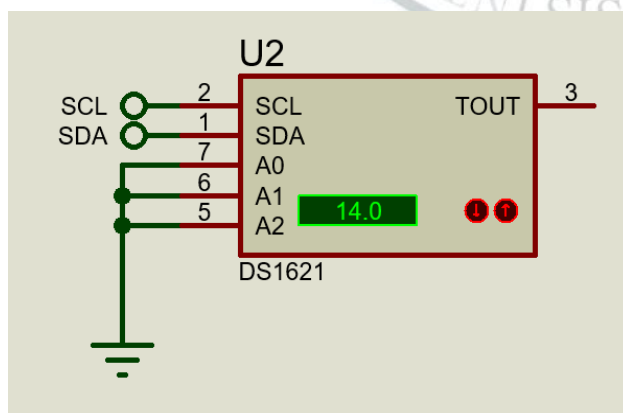 U2
SCL 2 SCL TOUT 3
SDA 1 SDA
7 A0
6 A1
5 A2
14.0
DS1621